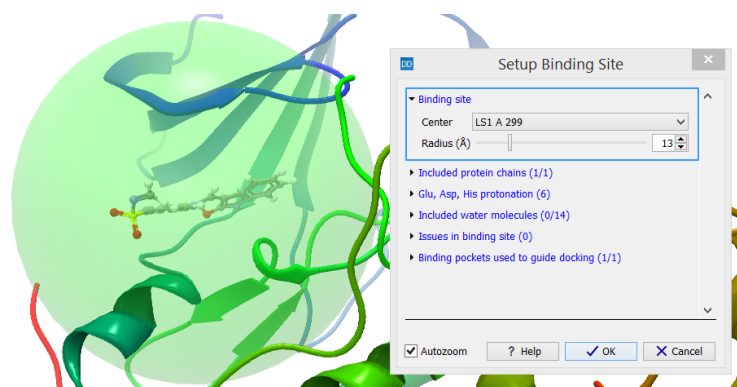 DD Setup Binding Site
Binding site
Center LS1 A 299
Radius (Å) 13
Included protein chains (1/1)
Glu, Asp, His protonation (6)
Included water molecules (0/14)
Issues in binding site (0)
Binding pockets used to guide docking (1/1)
Autozoom ? Help OK Cancel